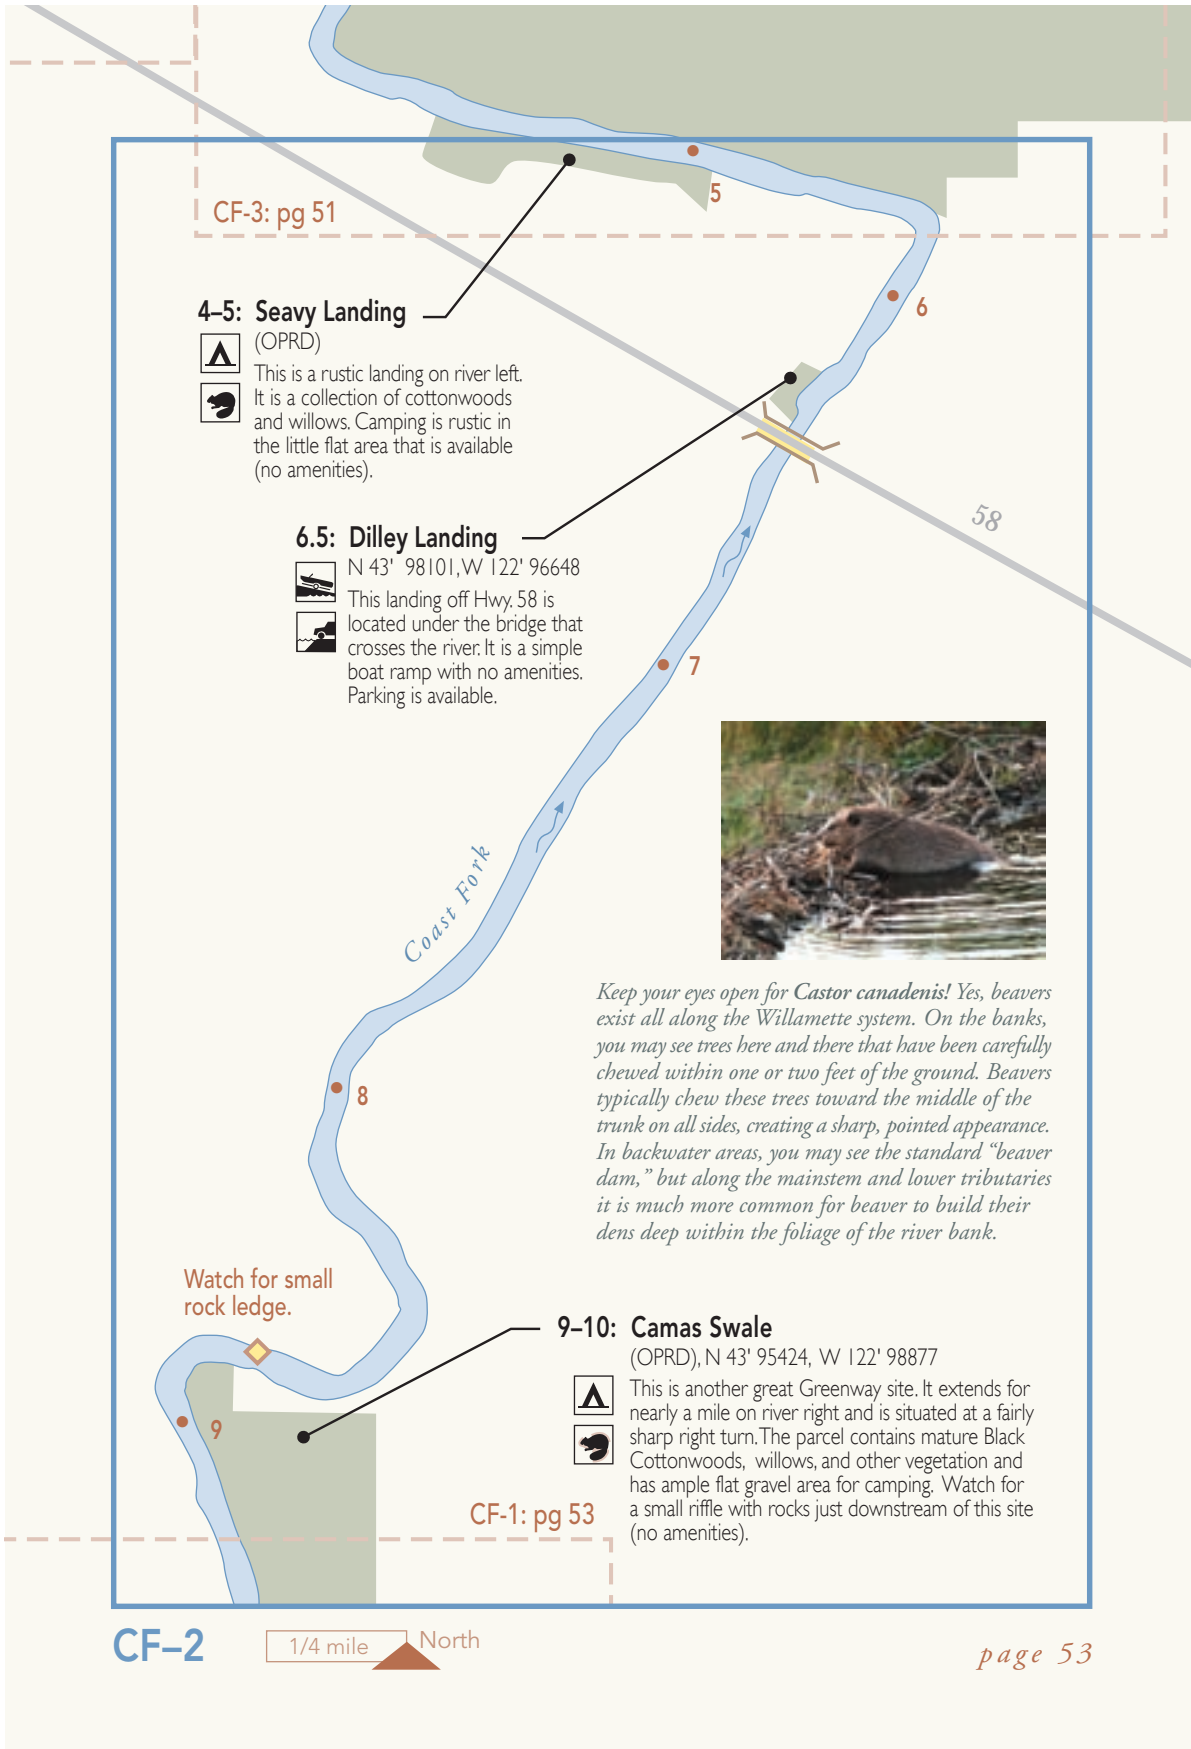 5
CF-3: pg 51
6
4–5: Seavy Landing
(OPRD)
This is a rustic landing on river left.
It is a collection of cottonwoods
and willows. Camping is rustic in
the little flat area that is available
(no amenities).
58
6.5: Dilley Landing
N 43' 98101, W 122' 96648
This landing off Hwy. 58 is
located under the bridge that
crosses the river. It is a simple
boat ramp with no amenities.
Parking is available.
7
Coast Fork
Keep your eyes open for Castor canadenis! Yes, beavers
exist all along the Willamette system. On the banks,
you may see trees here and there that have been carefully
chewed within one or two feet of the ground. Beavers
typically chew these trees toward the middle of the
trunk on all sides, creating a sharp, pointed appearance.
In backwater areas, you may see the standard “beaver
dam,” but along the mainstem and lower tributaries
it is much more common for beaver to build their
dens deep within the foliage of the river bank.
8
Watch for small
rock ledge.
9
9–10: Camas Swale
(OPRD), N 43' 95424, W 122' 98877
This is another great Greenway site. It extends for
nearly a mile on river right and is situated at a fairly
sharp right turn. The parcel contains mature Black
Cottonwoods, willows, and other vegetation and
has ample flat gravel area for camping. Watch for
a small riffle with rocks just downstream of this site
(no amenities).
CF-1: pg 53
CF–2
1/4 mile
North
page 53